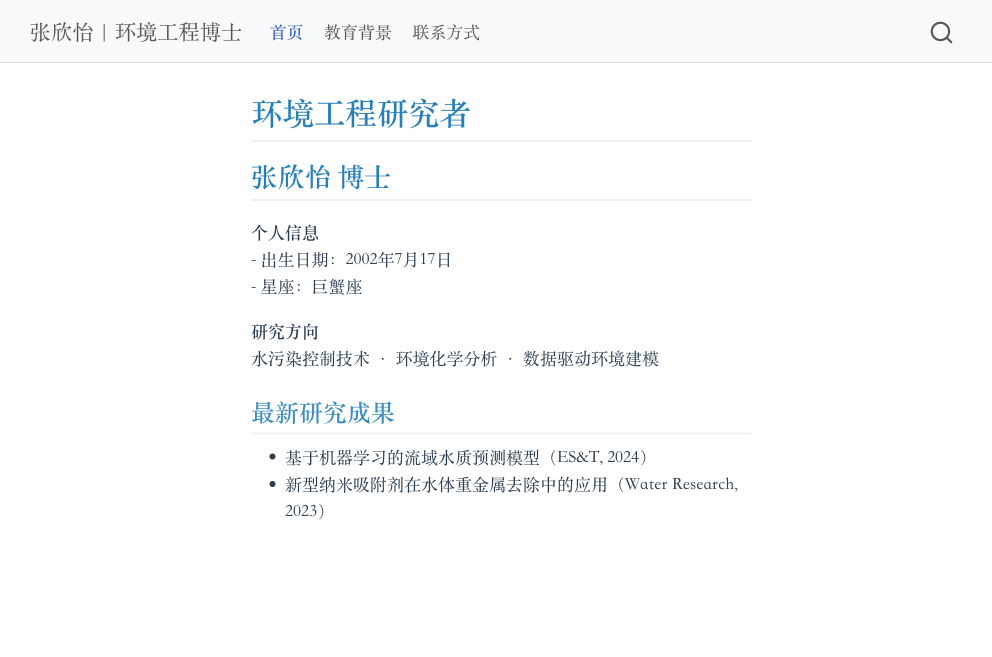 张欣怡 | 环境工程博士 首页 教育背景 联系方式
环境工程研究者
张欣怡 博士
个人信息
- 出生日期：2002年7月17日
- 星座：巨蟹座
研究方向
水污染控制技术 · 环境化学分析 · 数据驱动环境建模
最新研究成果
• 基于机器学习的流域水质预测模型（ES&T, 2024）
• 新型纳米吸附剂在水体重金属去除中的应用（Water Research,
2023）